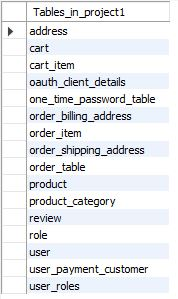 Tables_in_project1
address
cart
cart_item
oauth_client_details
one_time_password_table
order_billing_address
order_item
order_shipping_address
order_table
product
product_category
review
role
user
user_payment_customer
user_roles